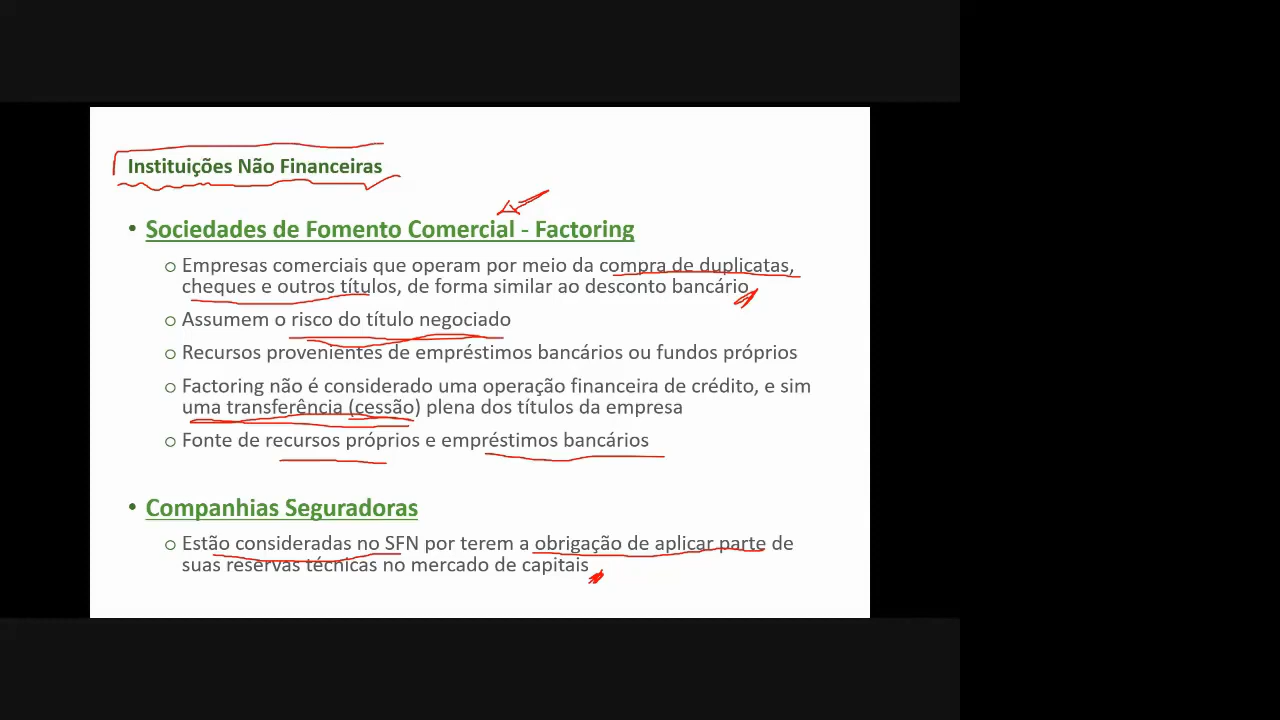 Instituições Não Financeiras
• Sociedades de Fomento Comercial - Factoring
o Empresas comerciais que operam por meio da compra de duplicatas,
cheques e outros títulos, de forma similar ao desconto bancário
o Assumem o risco do título negociado
o Recursos provenientes de empréstimos bancários ou fundos próprios
o Factoring não é considerado uma operação financeira de crédito, e sim
uma transferência (cessão) plena dos títulos da empresa
o Fonte de recursos próprios e empréstimos bancários
• Companhias Seguradoras
o Estão consideradas no SFN por terem a obrigação de aplicar parte de
suas reservas técnicas no mercado de capitais